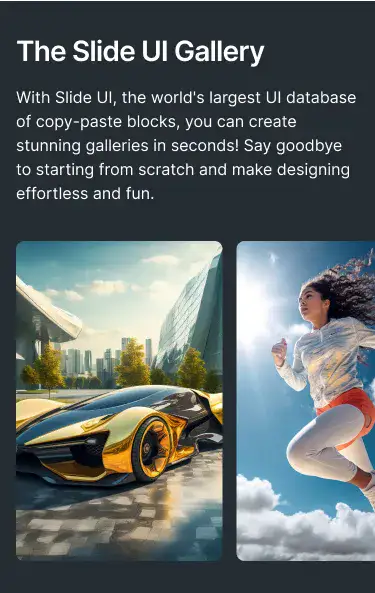 The Slide UI Gallery
With Slide UI, the world's largest UI database
of copy-paste blocks, you can create
stunning galleries in seconds! Say goodbye
to starting from scratch and make designing
effortless and fun.